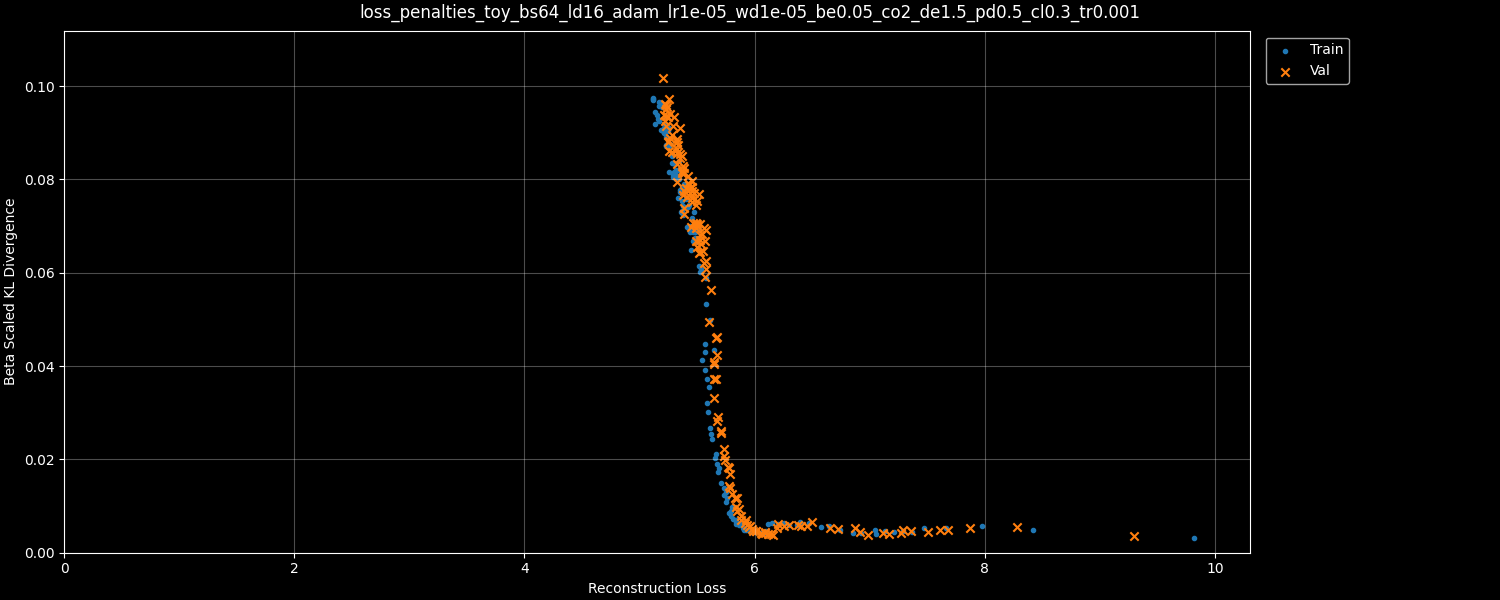 loss_penalties_toy_bs64_ld16_adam_lr1e-05_wd1e-05_be0.05_co2_de1.5_pd0.5_cl0.3_tr0.001
Train
Val
0.10
0.08
0.06
0.04
0.02
0.00
Beta Scaled KL Divergence
0
2
4
6
8
10
Reconstruction Loss